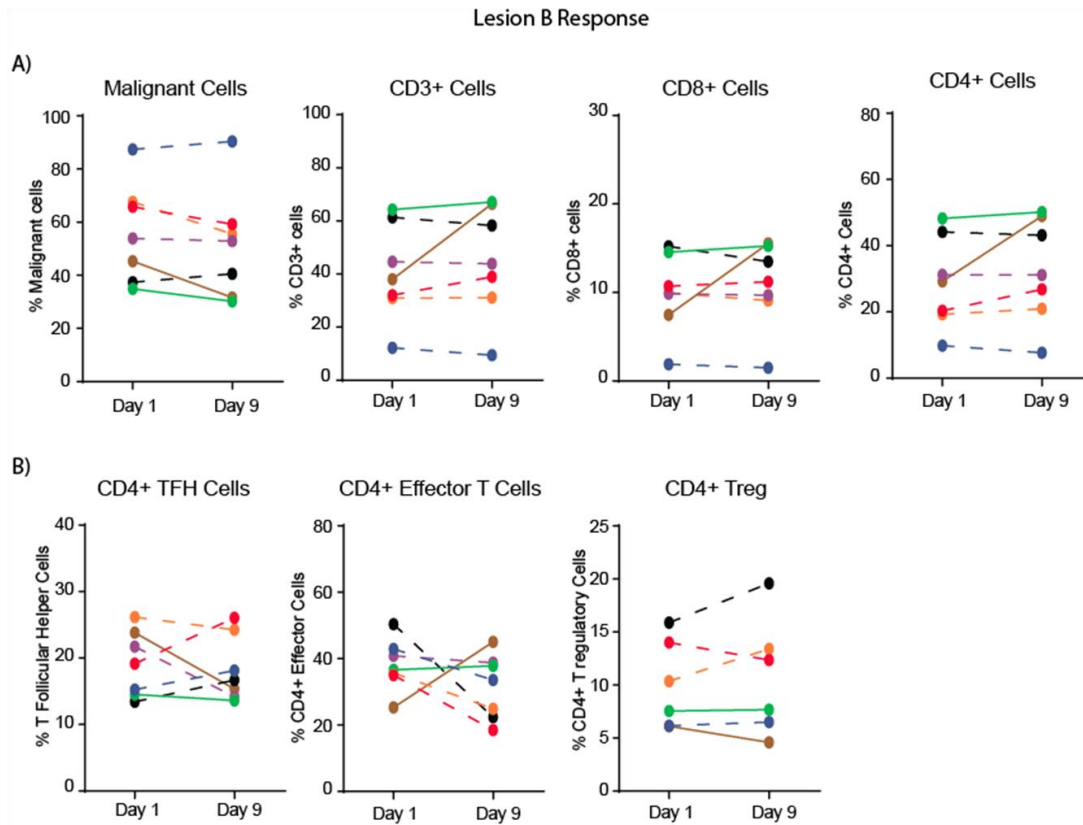 Lesion B Response
A)
Malignant Cells
% Malignant cells
100
80
60
40
20
0
Day 1
Day 9
CD3+ Cells
% CD3+ cells
100
80
60
40
20
0
Day 1
Day 9
CD8+ Cells
% CD8+ cells
30
20
10
0
Day 1
Day 9
CD4+ Cells
% CD4+ Cells
80
60
40
20
0
Day 1
Day 9
B)
CD4+ TFH Cells
% T Follicular Helper Cells
40
30
20
10
0
Day 1
Day 9
CD4+ Effector T Cells
% CD4+ Effector Cells
80
60
40
20
0
Day 1
Day 9
CD4+ Treg
% CD4+ T regulatory Cells
25
20
15
10
5
0
Day 1
Day 9